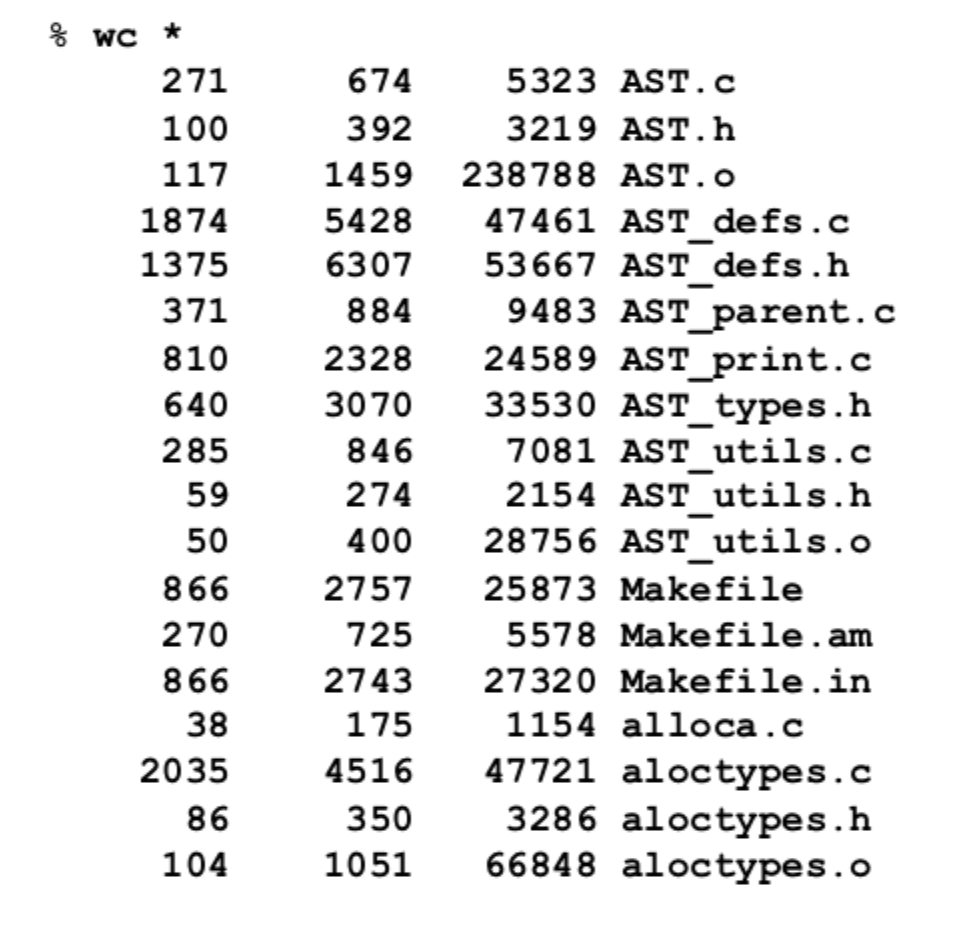 % wc *
271 674 5323 AST.c
100 392 3219 AST.h
117 1459 238788 AST.o
1874 5428 47461 AST_defs.c
1375 6307 53667 AST_defs.h
371 884 9483 AST_parent.c
810 2328 24589 AST_print.c
640 3070 33530 AST_types.h
285 846 7081 AST_utils.c
59 274 2154 AST_utils.h
50 400 28756 AST_utils.o
866 2757 25873 Makefile
270 725 5578 Makefile.am
866 2743 27320 Makefile.in
38 175 1154 alloca.c
2035 4516 47721 aloctypes.c
86 350 3286 aloctypes.h
104 1051 66848 aloctypes.o